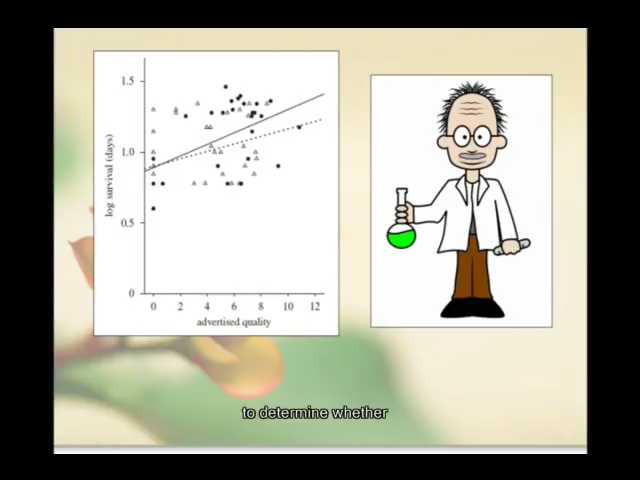 1.5
1.0
0.5
0
log survival (days)
0 2 4 6 8 10 12
advertised quality
to determine whether